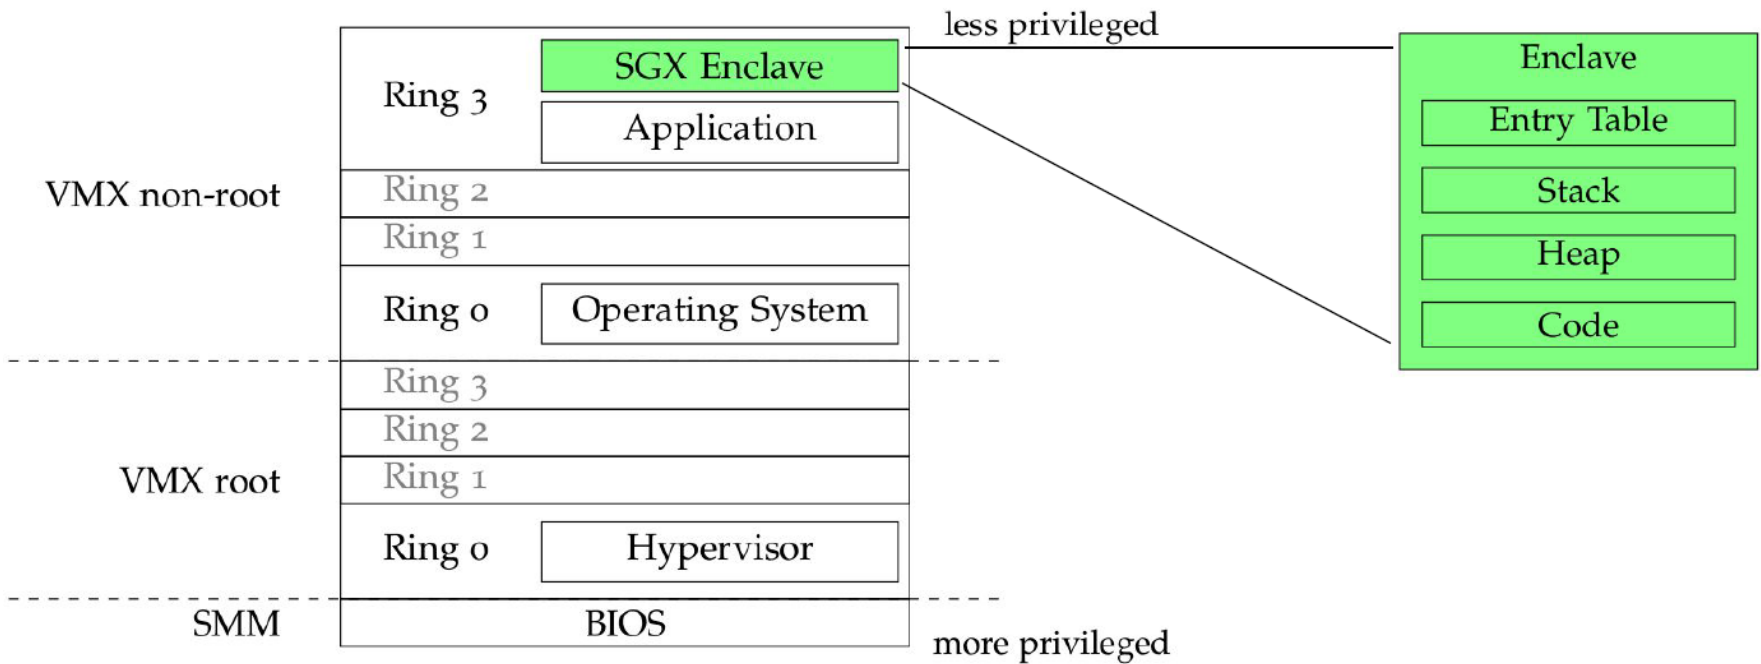 less privileged
SGX Enclave
Ring 3
Application
VMX non-root
Ring 2
Ring 1
Ring 0
Operating System
Ring 3
Ring 2
VMX root
Ring 1
Ring 0
Hypervisor
SMM
BIOS
more privileged
Enclave
Entry Table
Stack
Heap
Code